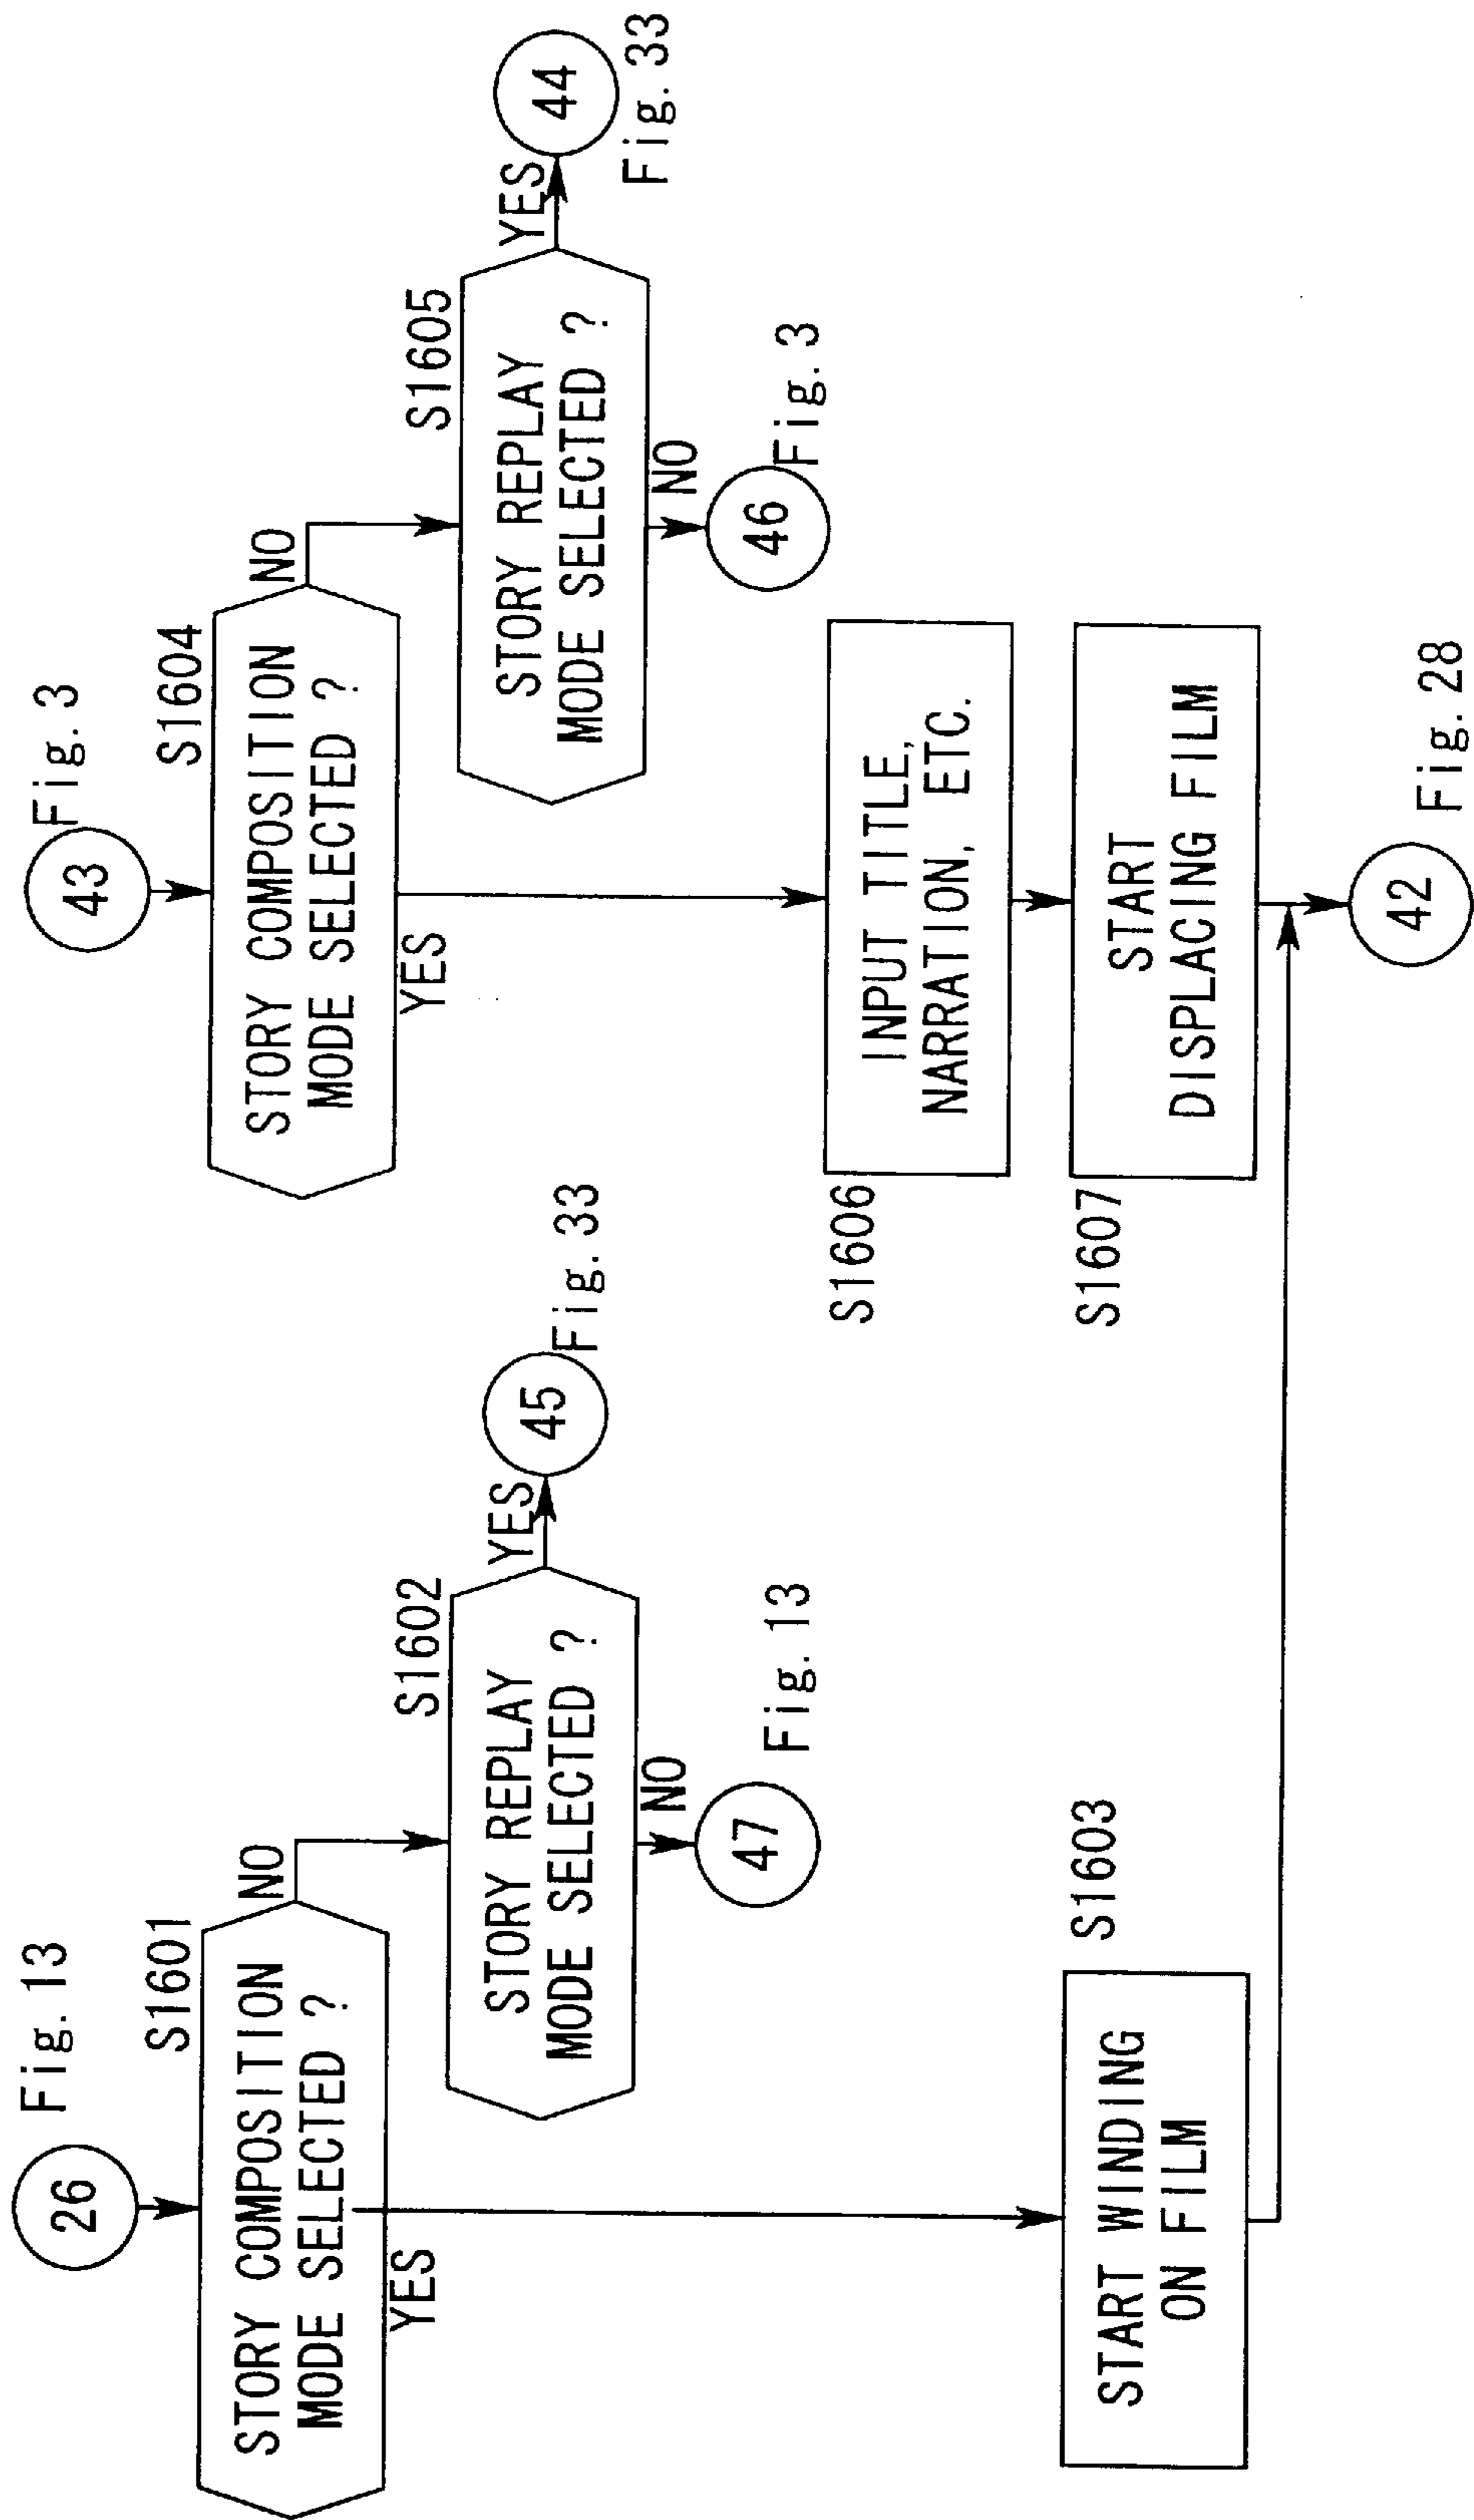 26
Fig. 13
S1601
STORY COMPOSITION
MODE SELECTED ?
NO
YES
S1602
STORY REPLAY
MODE SELECTED ?
YES
45
Fig. 33
NO
47
Fig. 13
S1603
START WINDING
ON FILM
43
Fig. 3
S1604
STORY COMPOSITION
MODE SELECTED ?
NO
YES
S1605
STORY REPLAY
MODE SELECTED ?
YES
44
Fig. 33
NO
46
Fig. 3
S1606
INPUT TITLE,
NARRATION, ETC.
S1607
START
DISPLACING FILM
42
Fig. 28